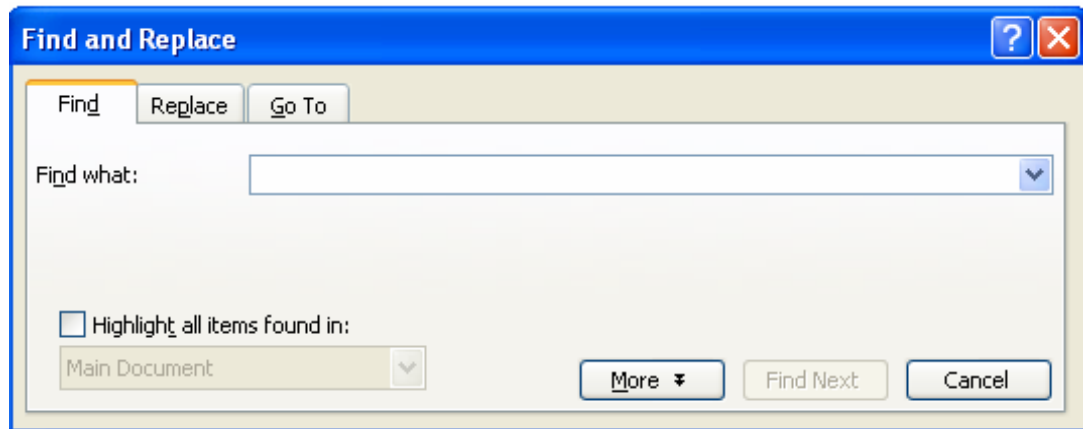 Find and Replace
Find Replace Go To
Find what:
Highlight all items found in:
Main Document
More Find Next Cancel